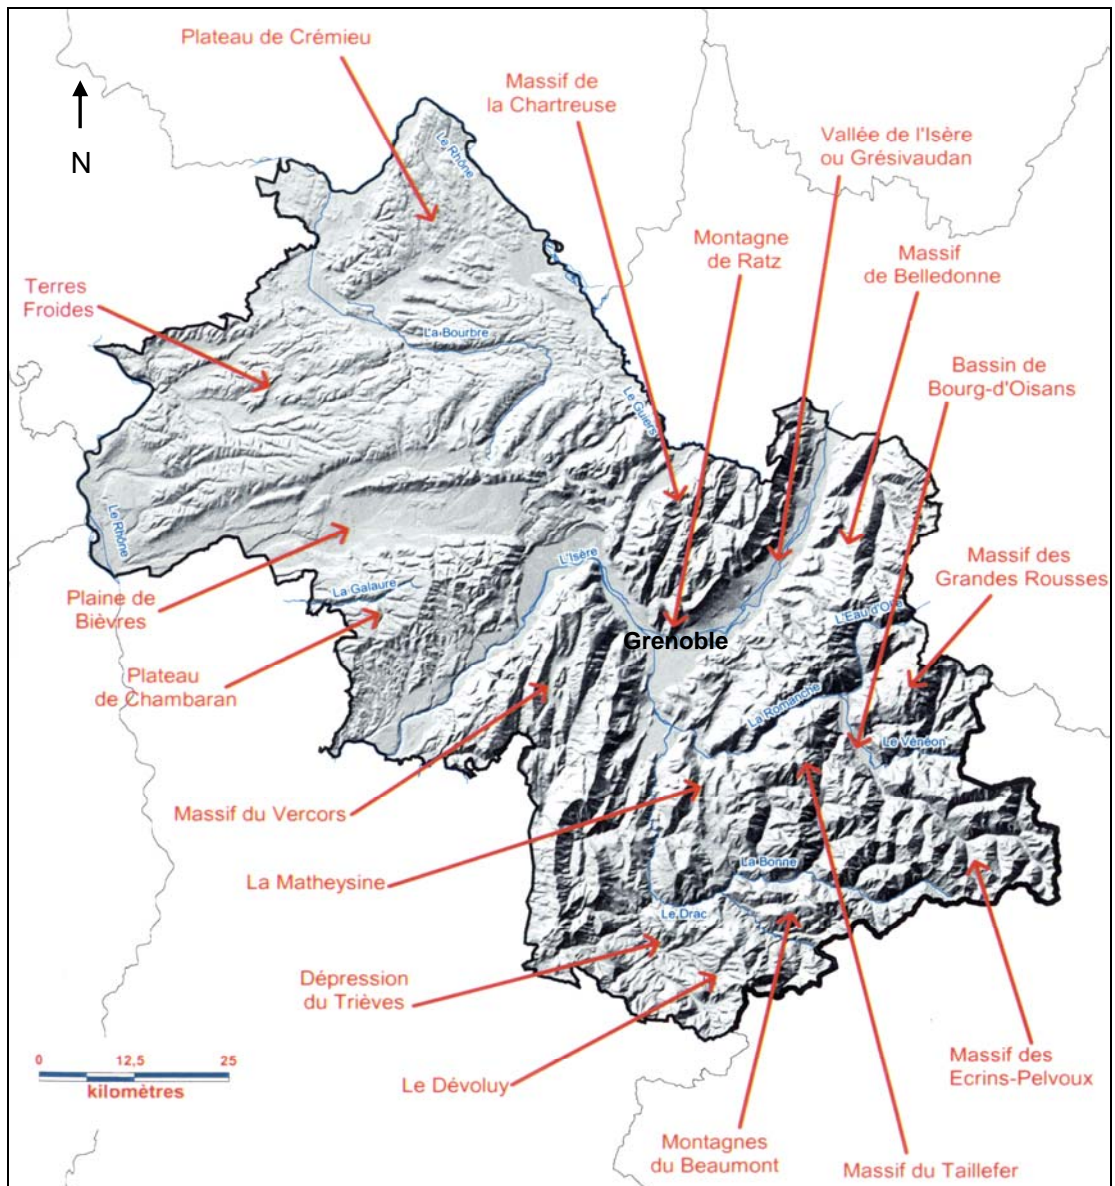 Plateau de Crémieu
Massif de
la Chartreuse
N
Le Rhône
Vallée de l'Isère
ou Grésivaudan
Montagne
de Ratz
Massif
de Belledonne
Terres
Froides
La Bourbre
Bassin de
Bourg-d'Oisans
Le Guiers
Le Rhône
L'Isère
Massif des
Grandes Rousses
La Galaure
Plaine de
Bièvres
L'Eau d'Olle
Grenoble
Plateau
de Chambaran
La Romanche
Le Vénéon
Massif du Vercors
La Bonne
La Matheysine
Le Drac
Dépression
du Trièves
Le Dévoluy
0 12,5 25
kilomètres
Massif des
Ecrins-Pelvoux
Montagnes
du Beaumont
Massif du Taillefer